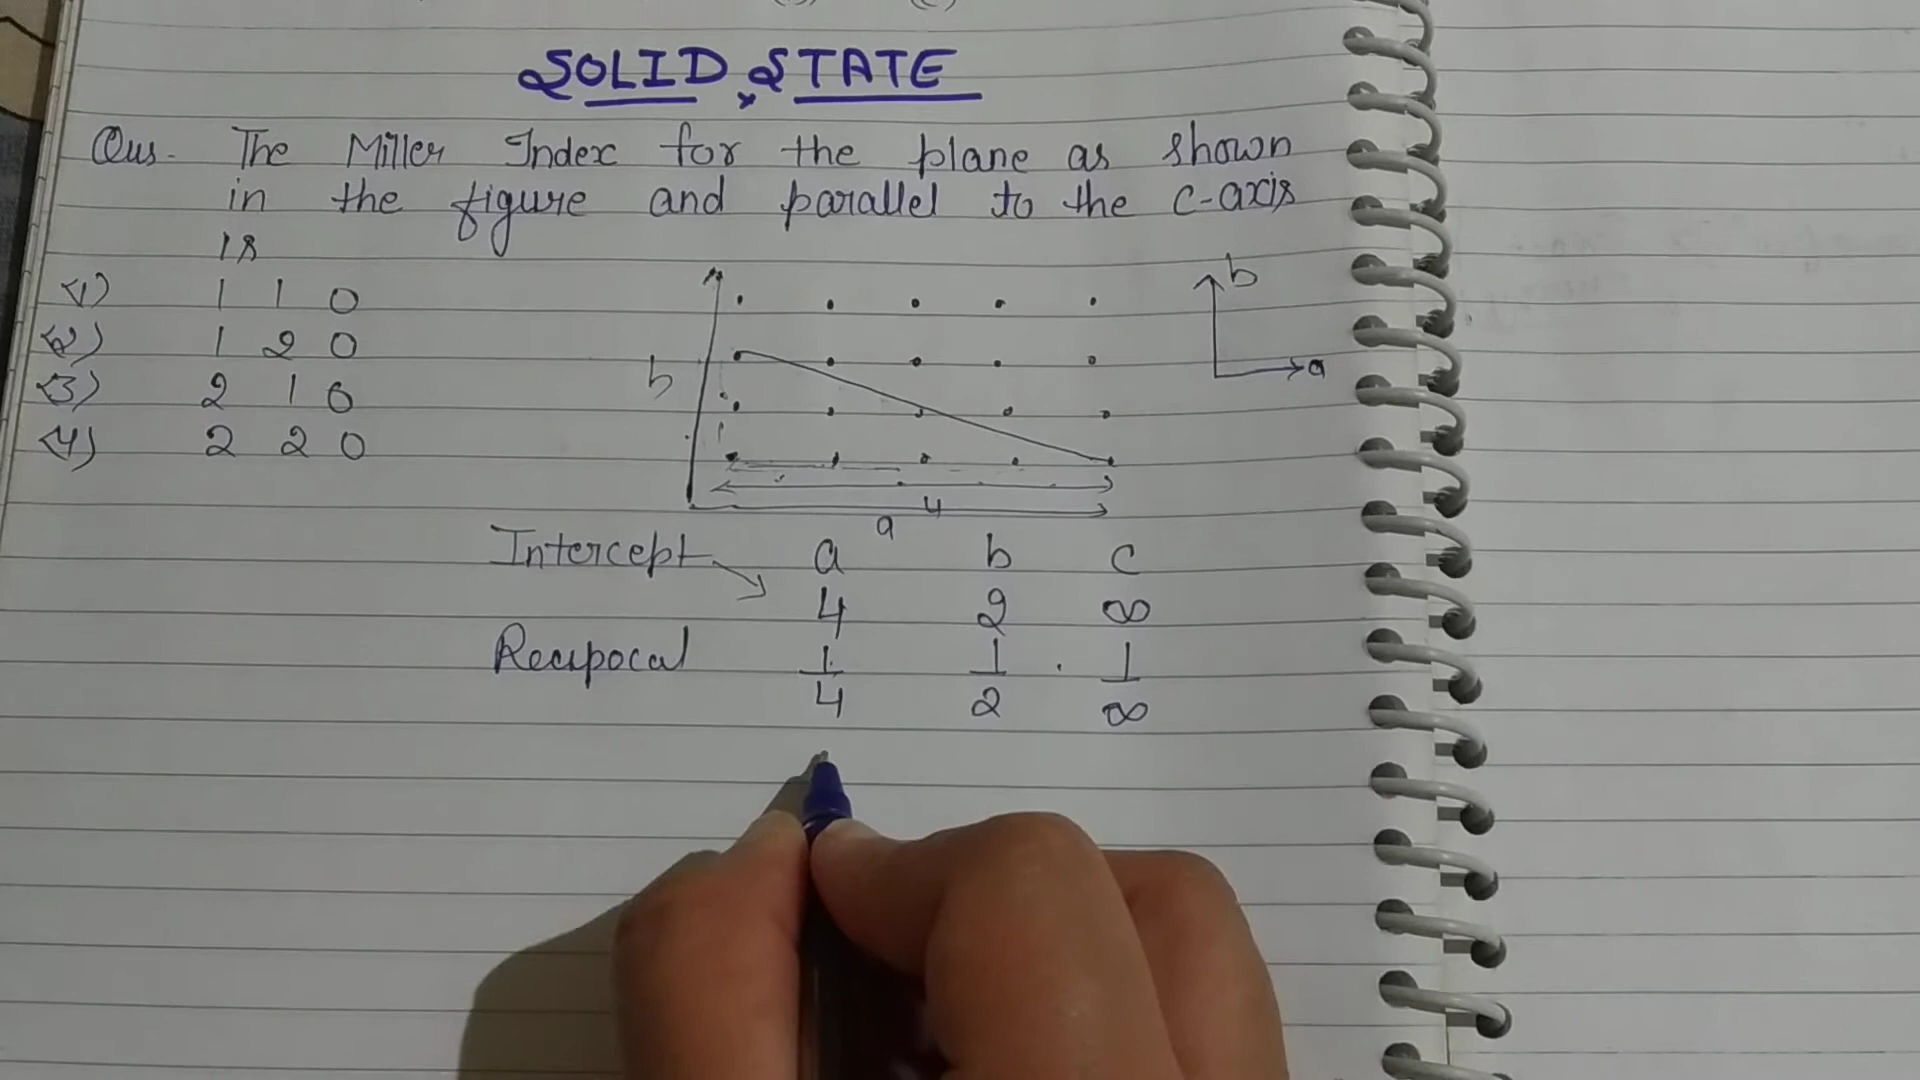 SOLID STATE
Qus- The Miller Index for the plane as shown
in the figure and parallel to the c-axis
is
(1) 1 1 0
(2) 1 2 0
(3) 2 1 0
(4) 2 2 0
b
b
a
4
a
Intercept → a b c
4 2 ∞
Recipocal 1/4 1/2 . 1/∞